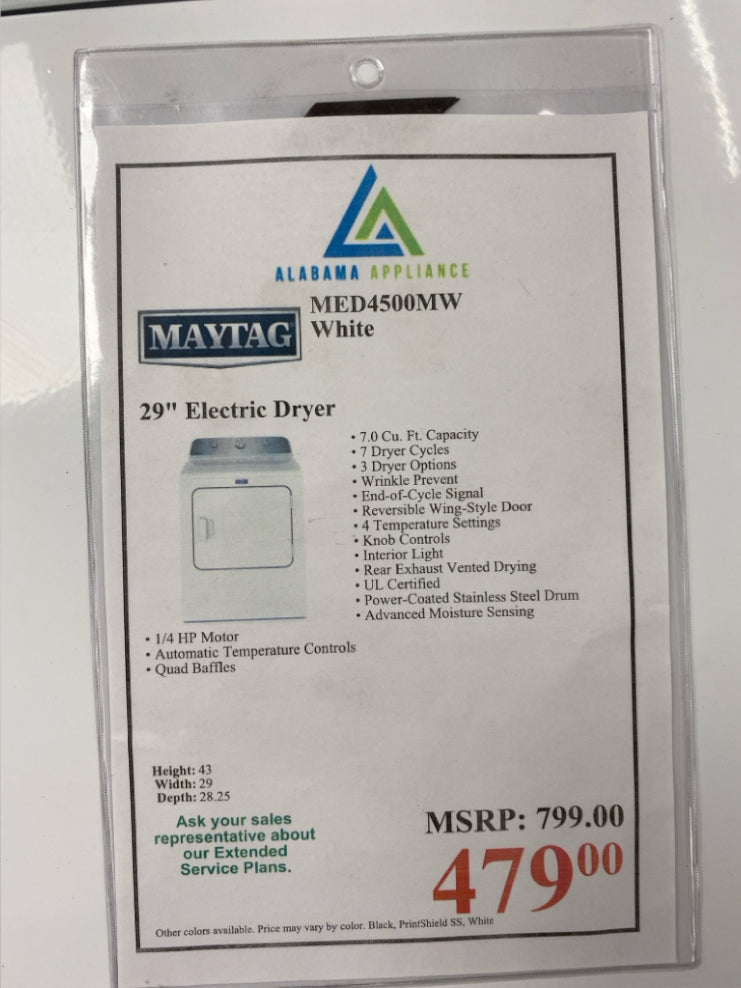 ALABAMA APPLIANCE
MAYTAG
MED4500MW
White
29" Electric Dryer
• 7.0 Cu. Ft. Capacity
• 7 Dryer Cycles
• 3 Dryer Options
• Wrinkle Prevent
• End-of-Cycle Signal
• Reversible Wing-Style Door
• 4 Temperature Settings
• Knob Controls
• Interior Light
• Rear Exhaust Vented Drying
• UL Certified
• Power-Coated Stainless Steel Drum
• Advanced Moisture Sensing
• 1/4 HP Motor
• Automatic Temperature Controls
• Quad Baffles
Height: 43
Width: 29
Depth: 28.25
Ask your sales
representative about
our Extended
Service Plans.
MSRP: 799.00
47900
Other colors available. Price may vary by color. Black, PrintShield SS, White